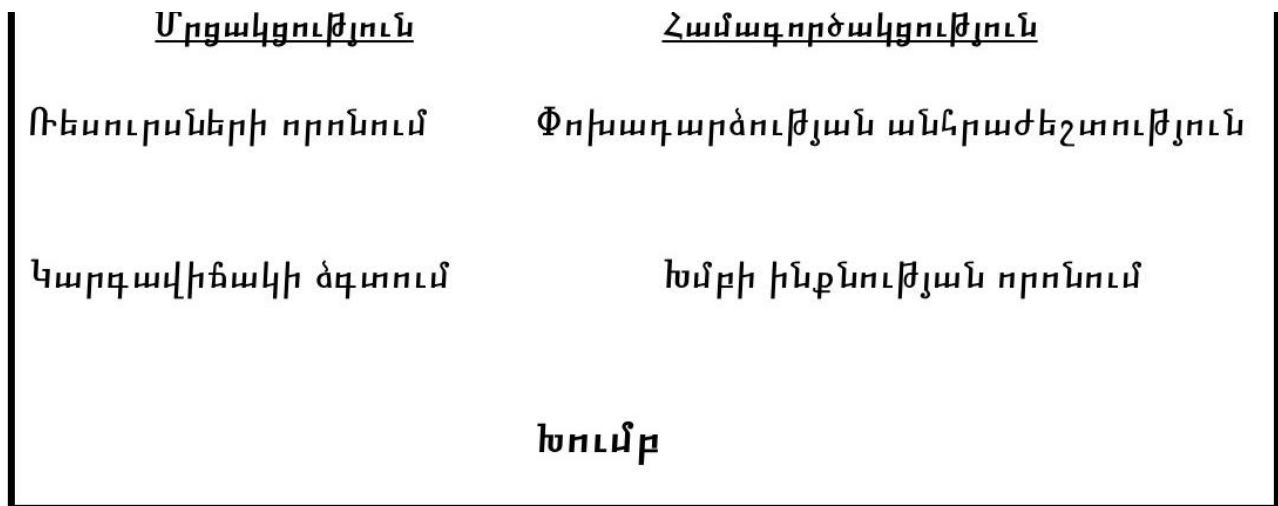 Մրցակցություն Համագործակցություն
Ռեսուրսների որոնում Փոխադարձության անհրաժեշտություն
Կարգավիճակի ձգտում Խմբի ինքնության որոնում
Խումբ